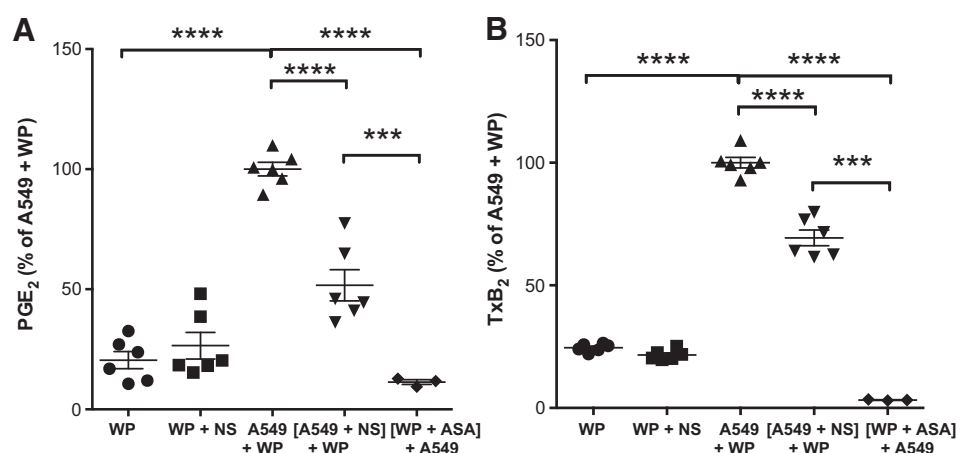 A
B
150
100
50
0
PGE2 (% of A549 + WP)
****
****
****
***
WP
WP + NS
A549
+ WP
[A549 + NS]
+ WP
[WP + ASA]
+ A549
150
100
50
0
TxB2 (% of A549 + WP)
****
****
****
***
WP
WP + NS
A549
+ WP
[A549 + NS]
+ WP
[WP + ASA]
+ A549